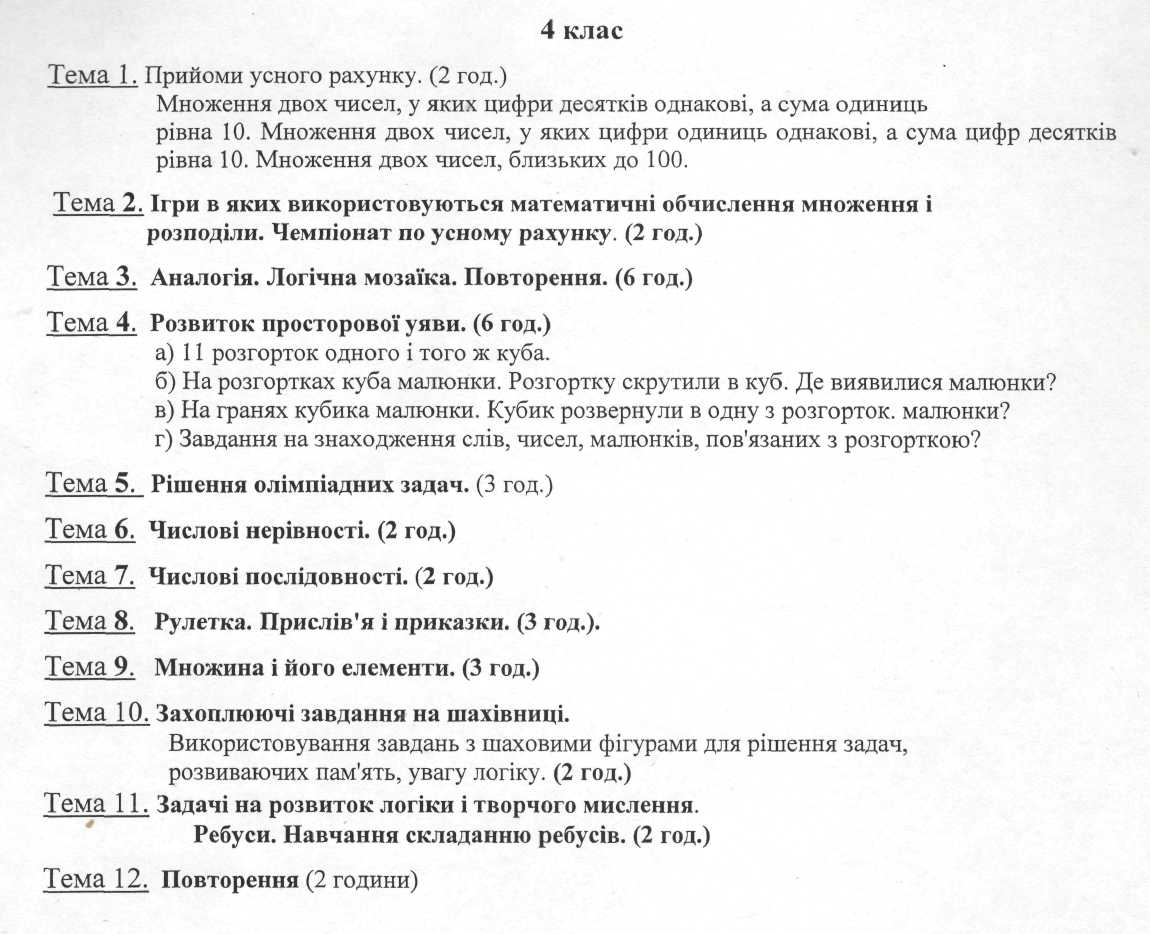 4 клас
Тема 1. Прийоми усного рахунку. (2 год.)
Множення двох чисел, у яких цифри десятків однакові, а сума одиниць
рівна 10. Множення двох чисел, у яких цифри одиниць однакові, а сума цифр десятків
рівна 10. Множення двох чисел, близьких до 100.
Тема 2. Ігри в яких використовуються математичні обчислення множення і
розподіли. Чемпіонат по усному рахунку. (2 год.)
Тема 3. Аналогія. Логічна мозаїка. Повторення. (6 год.)
Тема 4. Розвиток просторової уяви. (6 год.)
а) 11 розгорток одного і того ж куба.
б) На розгортках куба малюнки. Розгортку скрутили в куб. Де виявилися малюнки?
в) На гранях кубика малюнки. Кубик розвернули в одну з розгорток. малюнки?
г) Завдання на знаходження слів, чисел, малюнків, пов'язаних з розгорткою?
Тема 5. Рішення олімпіадних задач. (3 год.)
Тема 6. Числові нерівності. (2 год.)
Тема 7. Числові послідовності. (2 год.)
Тема 8. Рулетка. Прислів'я і приказки. (3 год.).
Тема 9. Множина і його елементи. (3 год.)
Тема 10. Захоплюючі завдання на шахівниці.
Використовування завдань з шаховими фігурами для рішення задач,
розвиваючих пам'ять, увагу логіку. (2 год.)
Тема 11. Задачі на розвиток логіки і творчого мислення.
Ребуси. Навчання складанню ребусів. (2 год.)
Тема 12. Повторення (2 години)